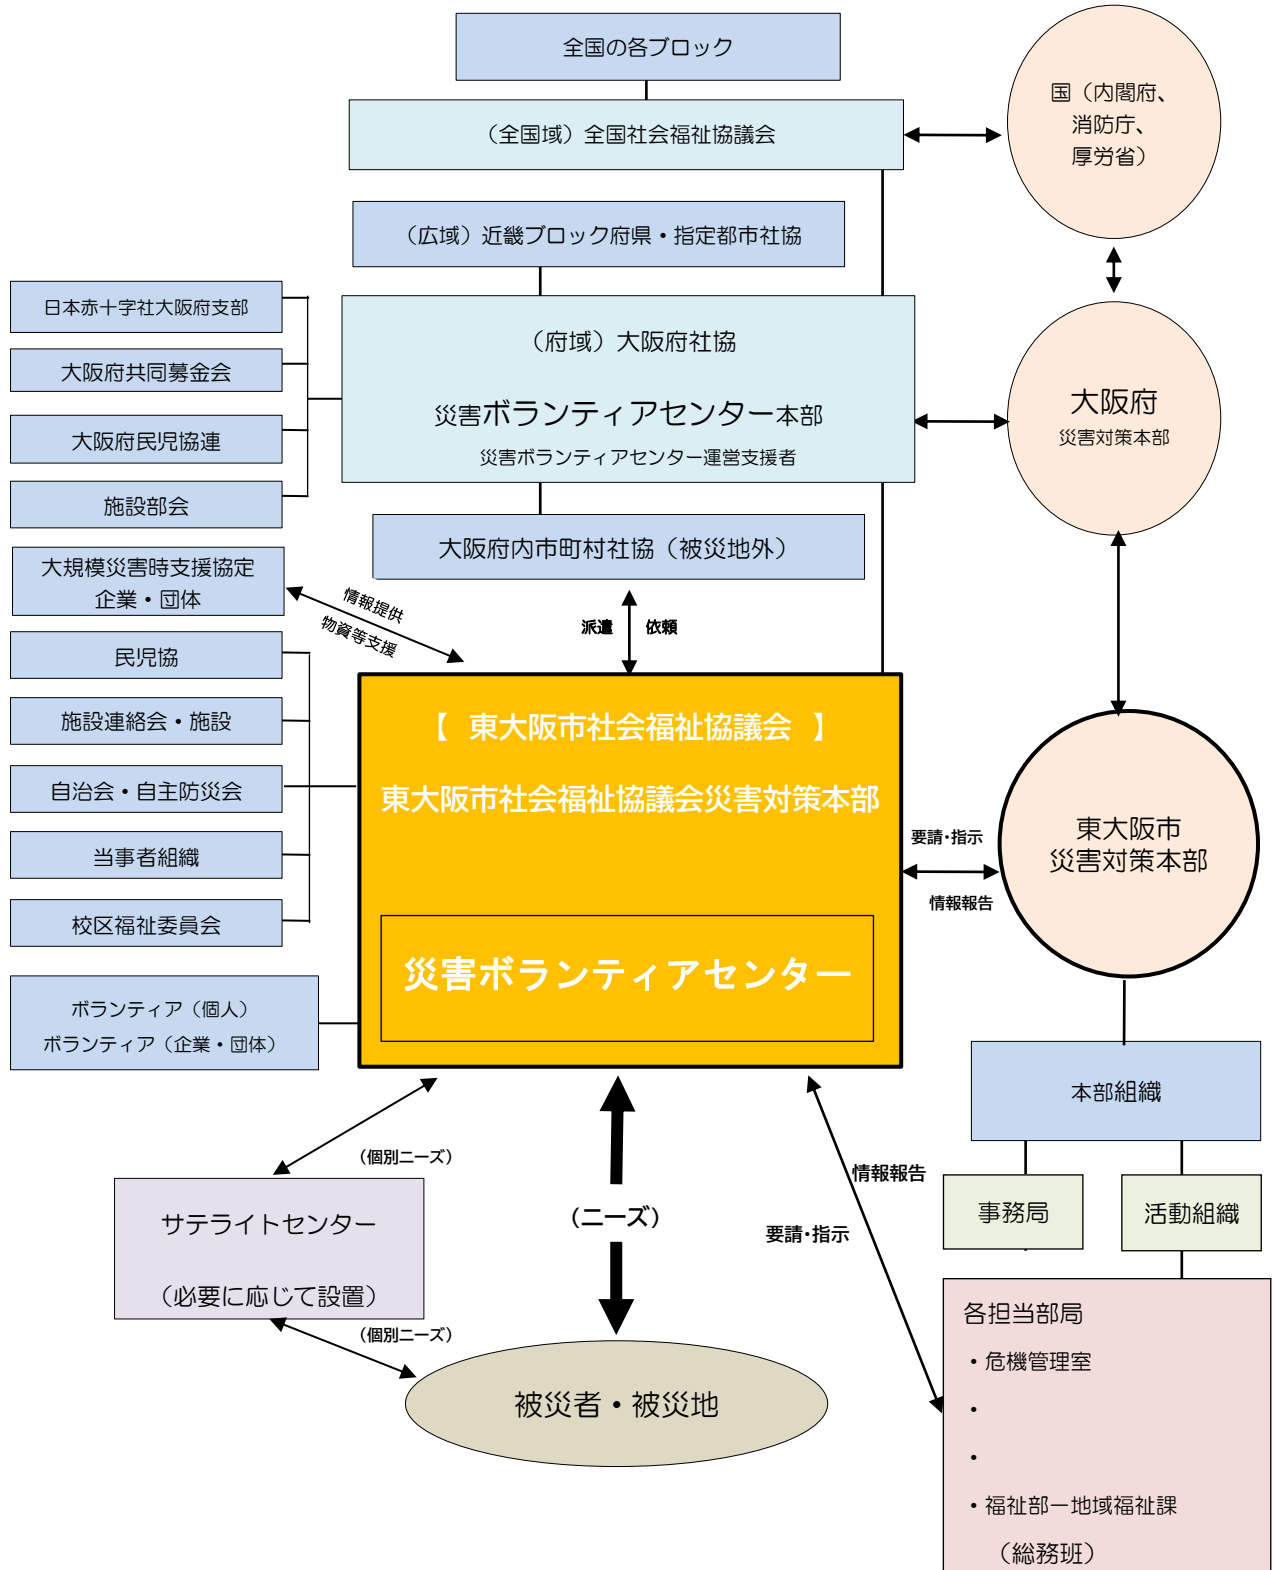 全国の各ブロック
（全国域）全国社会福祉協議会
国（内閣府、
消防庁、
厚労省）
（広域）近畿ブロック府県・指定都市社協
日本赤十字社大阪府支部
大阪府共同募金会
大阪府民児協連
施設部会
（府域）大阪府社協
災害ボランティアセンター本部
災害ボランティアセンター運営支援者
大阪府
災害対策本部
大阪府内市町村社協（被災地外）
大規模災害時支援協定
企業・団体
情報提供
物資等支援
派遣
依頼
民児協
施設連絡会・施設
自治会・自主防災会
当事者組織
校区福祉委員会
ボランティア（個人）
ボランティア（企業・団体）
【　東大阪市社会福祉協議会　】
東大阪市社会福祉協議会災害対策本部
災害ボランティアセンター
要請・指示
情報報告
東大阪市
災害対策本部
本部組織
事務局
活動組織
（個別ニーズ）
サテライトセンター
（必要に応じて設置）
（個別ニーズ）
（ニーズ）
情報報告
要請・指示
被災者・被災地
各担当部局
・危機管理室
・
・
・福祉部ー地域福祉課
（総務班）